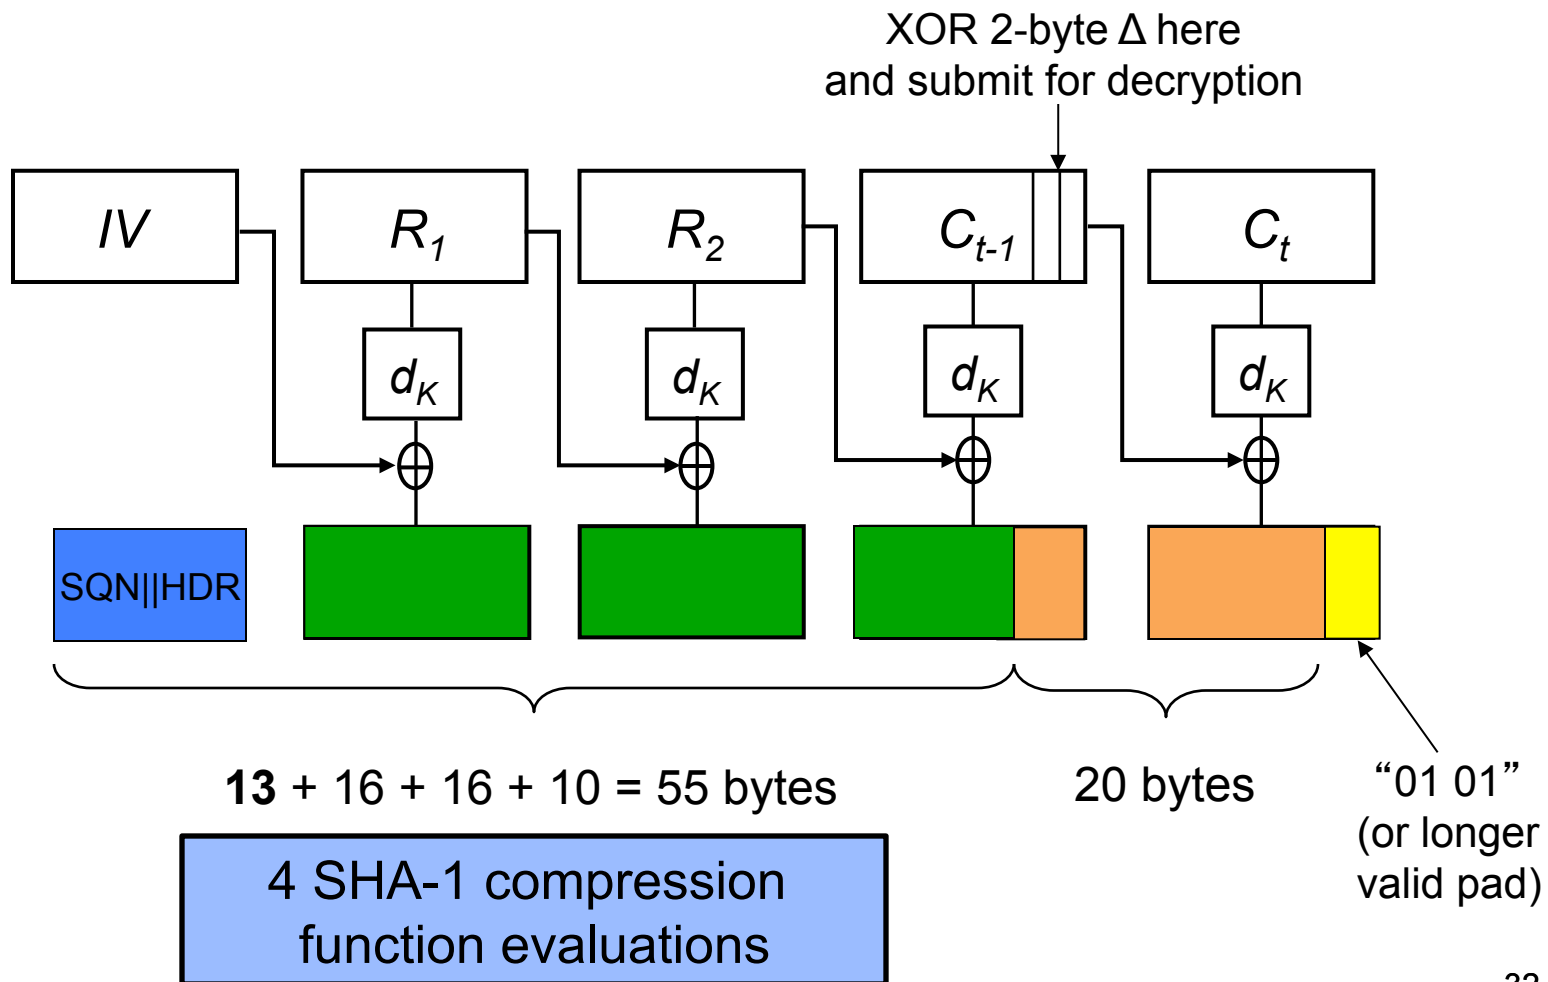 XOR 2-byte Δ here
and submit for decryption
IV
R1
R2
Ct-1
Ct
dK
dK
dK
dK
SQN||HDR
13 + 16 + 16 + 10 = 55 bytes
20 bytes
“01 01”
(or longer
valid pad)
4 SHA-1 compression
function evaluations